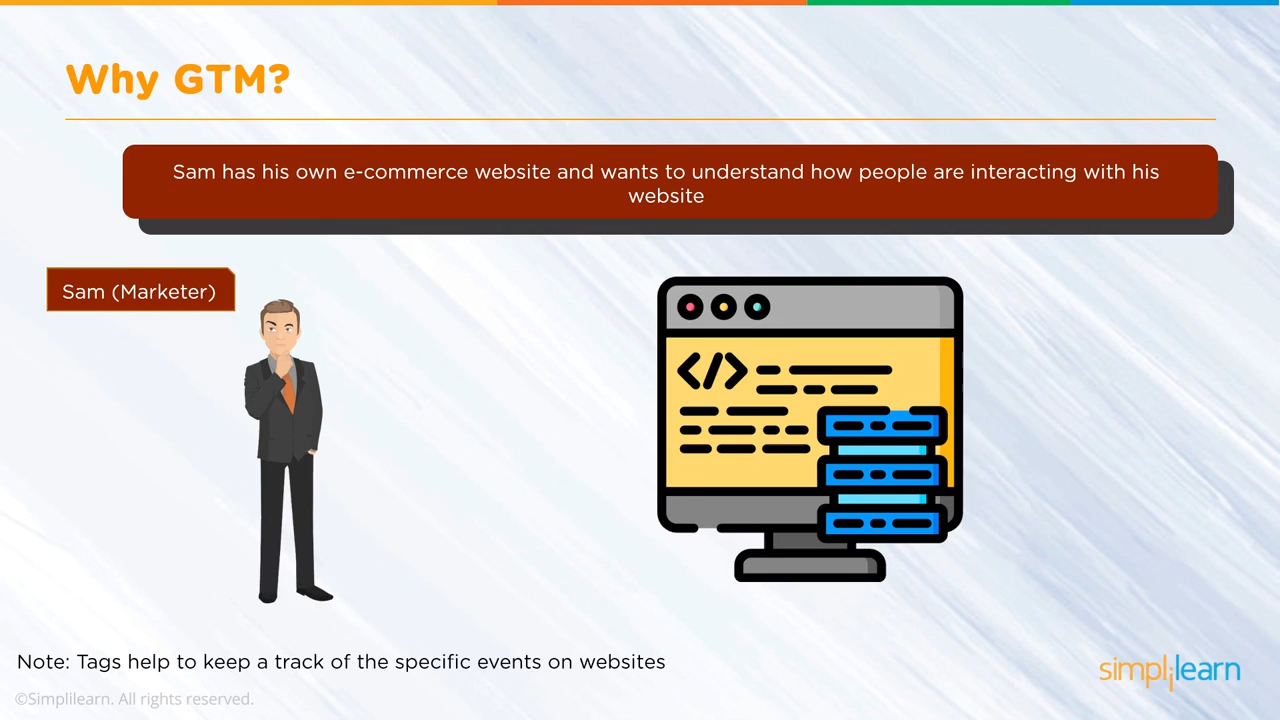 Why GTM?
Sam has his own e-commerce website and wants to understand how people are interacting with his
website
Sam (Marketer)
</>
Note: Tags help to keep a track of the specific events on websites
simplilearn
©Simplilearn. All rights reserved.